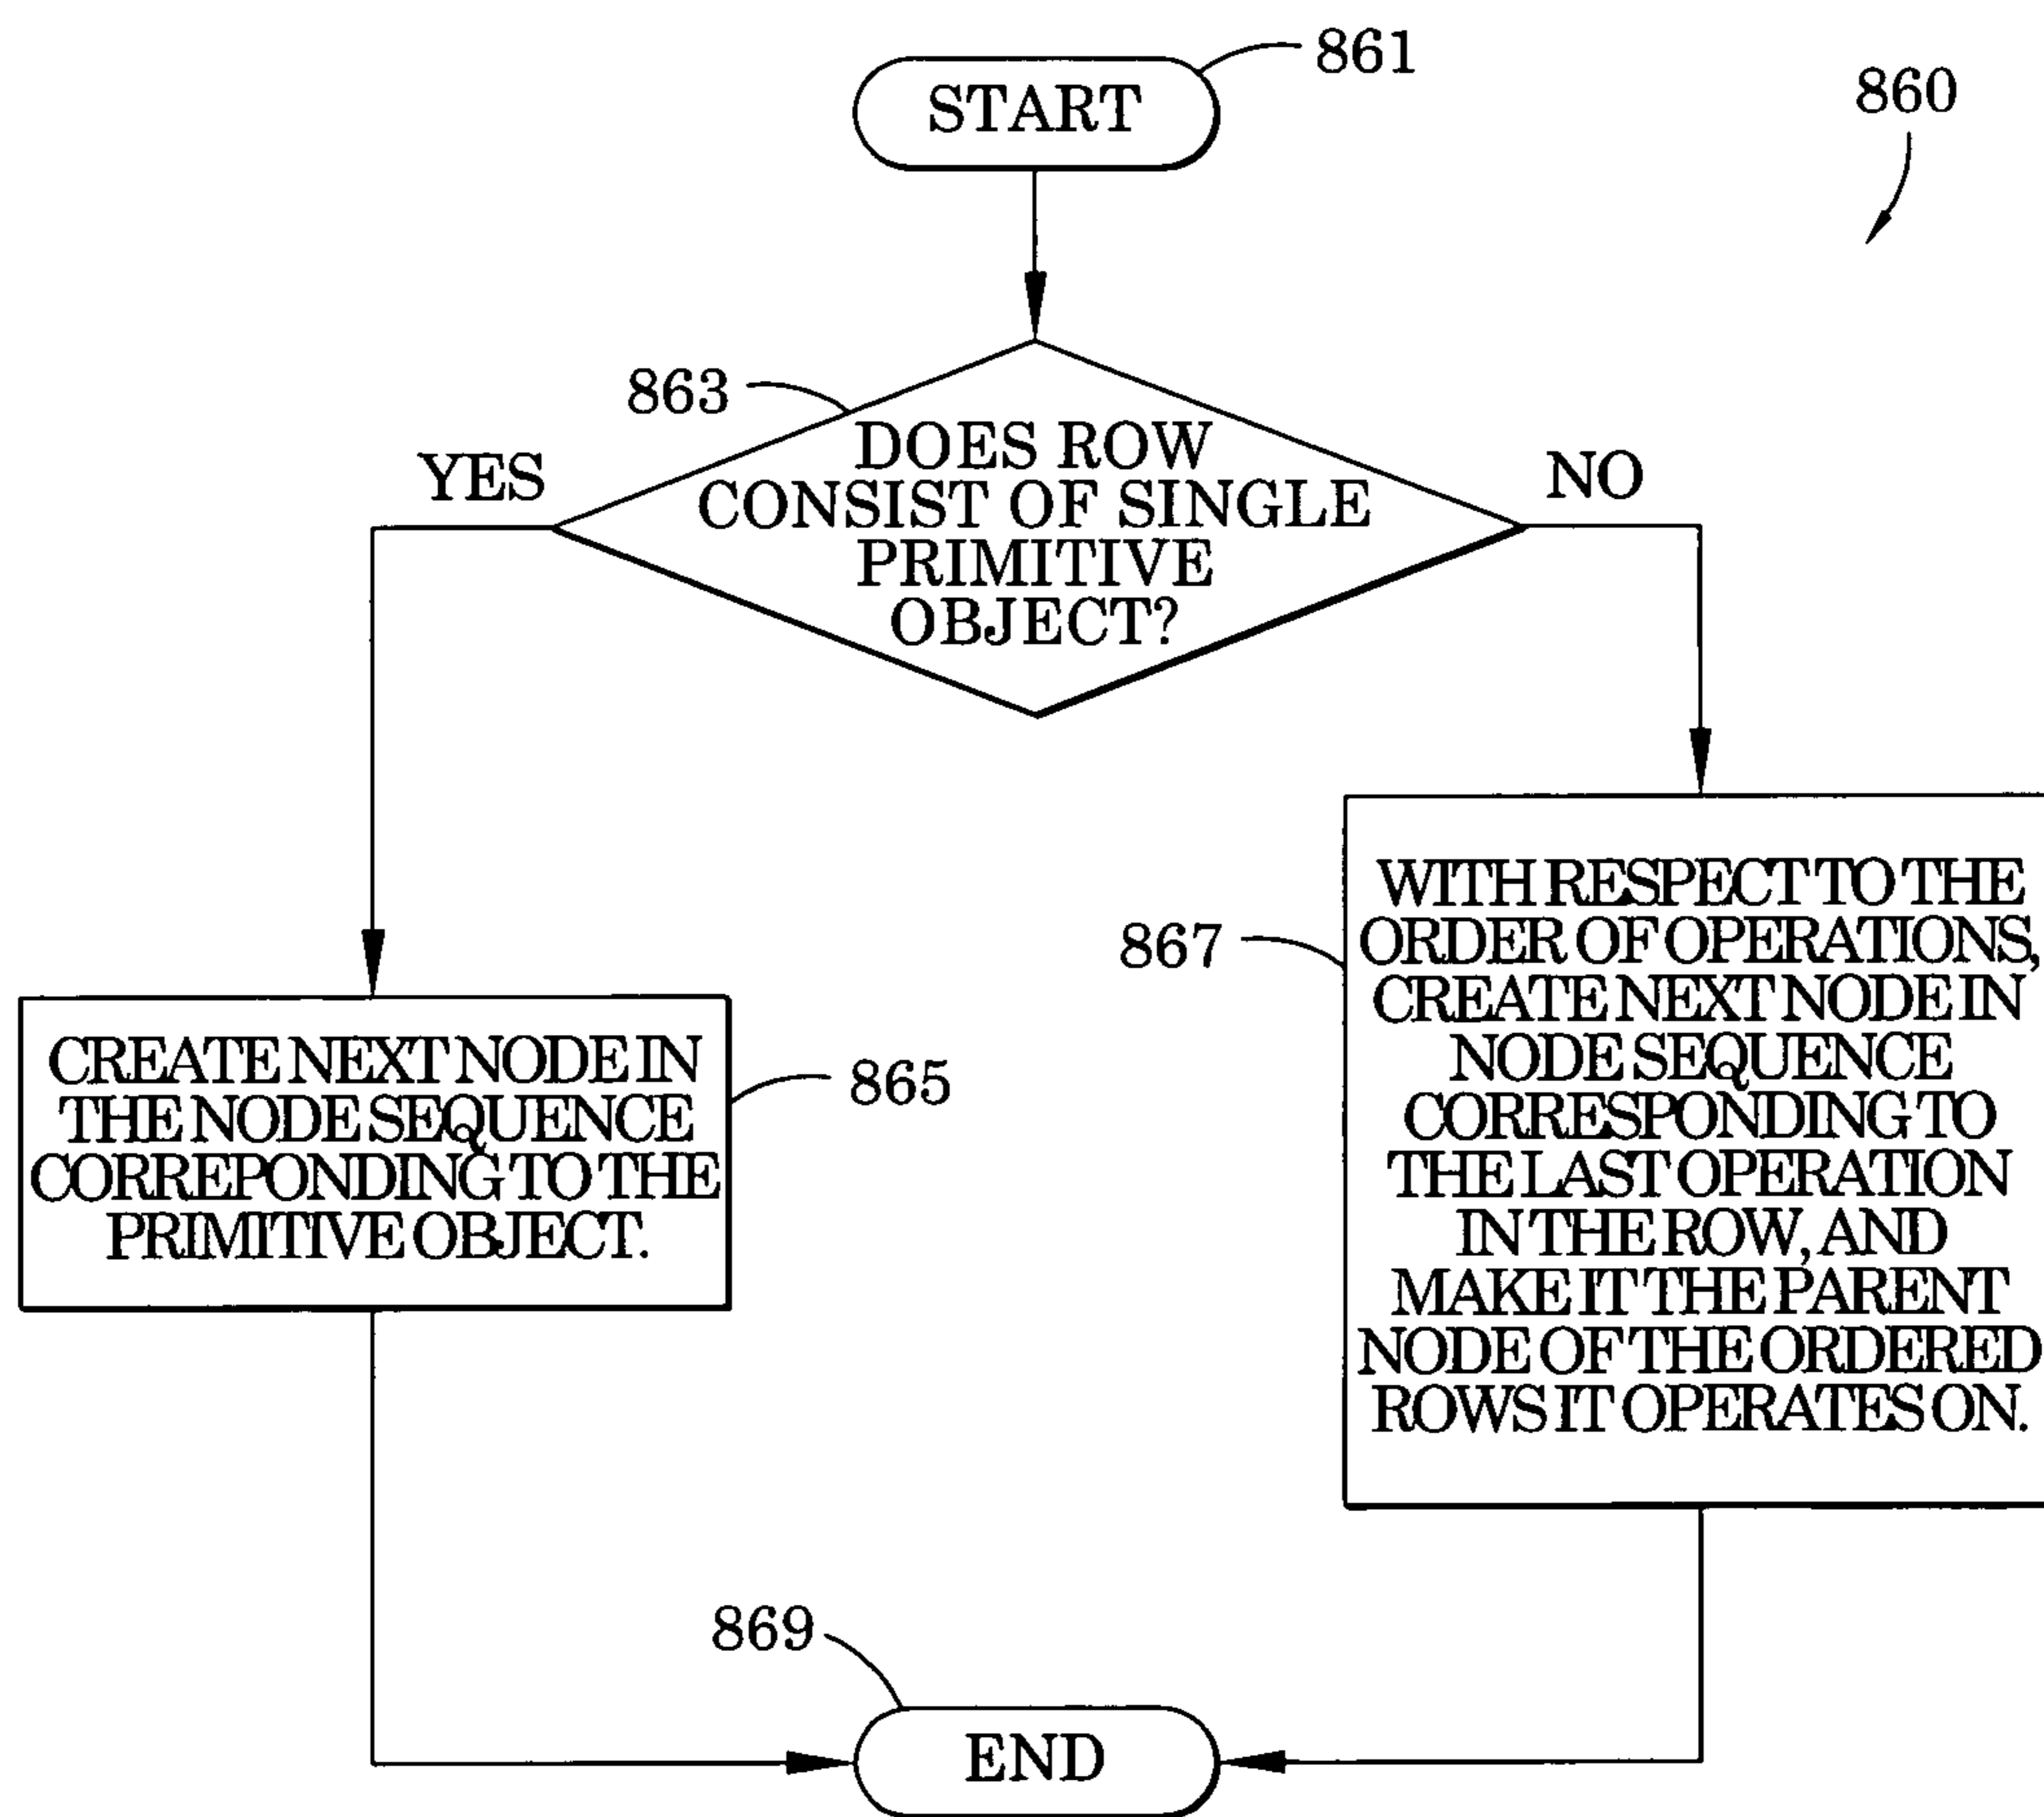 861
START
860
863
DOES ROW
CONSIST OF SINGLE
PRIMITIVE
OBJECT?
YES
NO
WITH RESPECT TO THE
ORDER OF OPERATIONS,
CREATE NEXT NODE IN
NODE SEQUENCE
CORRESPONDING TO
THE LAST OPERATION
IN THE ROW, AND
MAKE IT THE PARENT
NODE OF THE ORDERED
ROWS IT OPERATES ON.
867
CREATE NEXT NODE IN
THE NODE SEQUENCE
CORREPONDING TO THE
PRIMITIVE OBJECT.
865
869
END